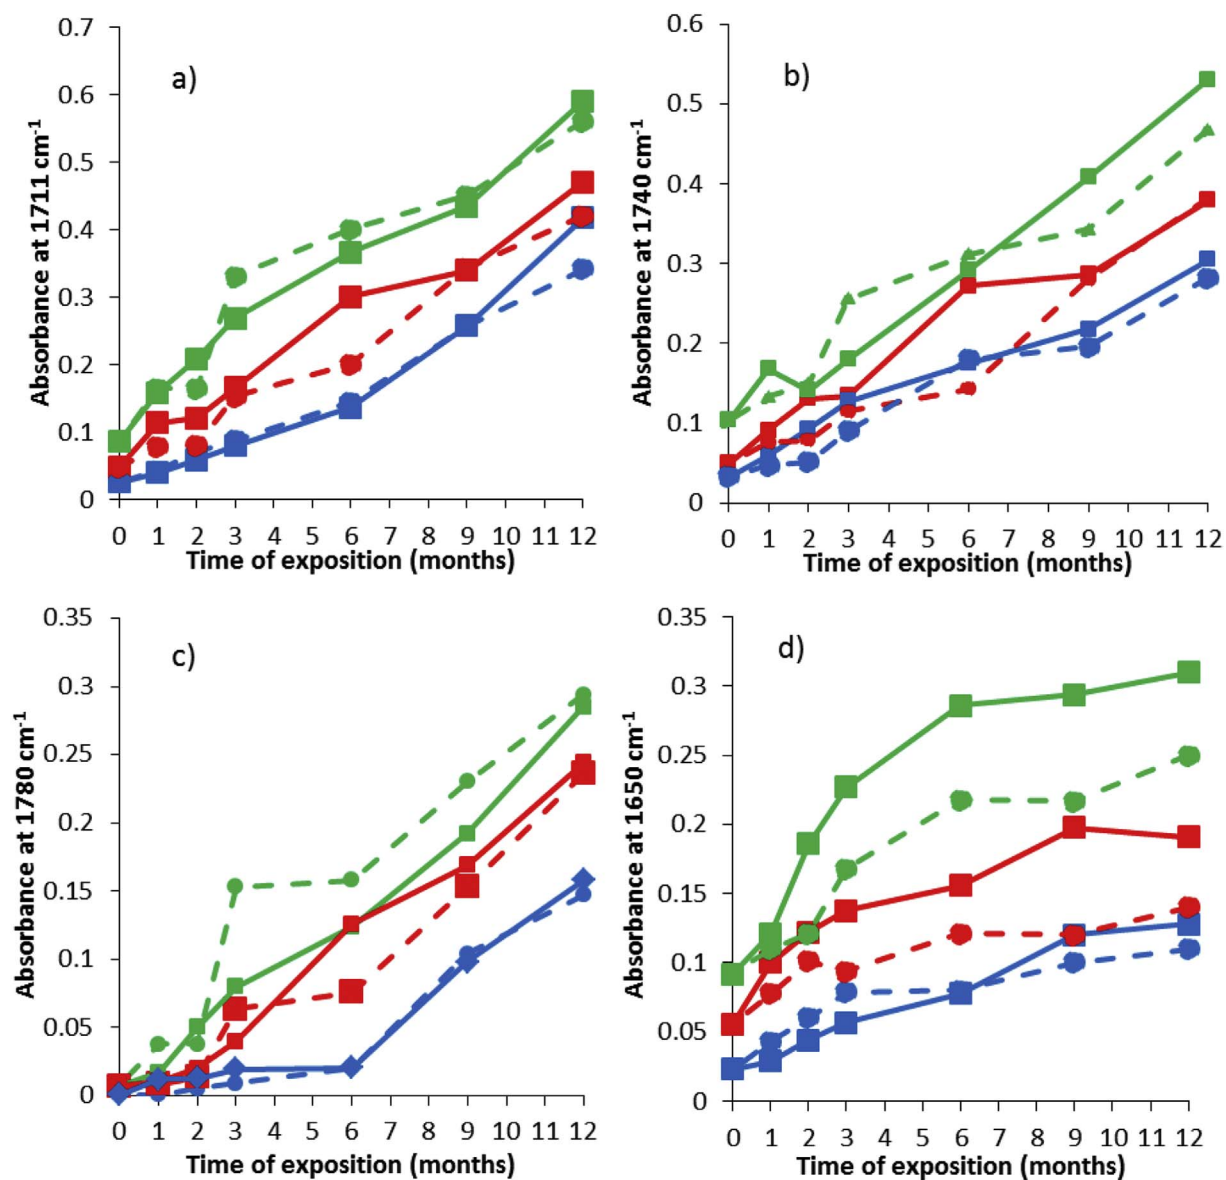 a)
Absorbance at 1711 cm-1
0.7
0.6
0.5
0.4
0.3
0.2
0.1
0
0 1 2 3 4 5 6 7 8 9 10 11 12
Time of exposition (months)
b)
Absorbance at 1740 cm-1
0.6
0.5
0.4
0.3
0.2
0.1
0
0 1 2 3 4 5 6 7 8 9 10 11 12
Time of exposition (months)
c)
Absorbance at 1780 cm-1
0.35
0.3
0.25
0.2
0.15
0.1
0.05
0
0 1 2 3 4 5 6 7 8 9 10 11 12
Time of exposition (months)
d)
Absorbance at 1650 cm-1
0.35
0.3
0.25
0.2
0.15
0.1
0.05
0
0 1 2 3 4 5 6 7 8 9 10 11 12
Time of exposition (months)